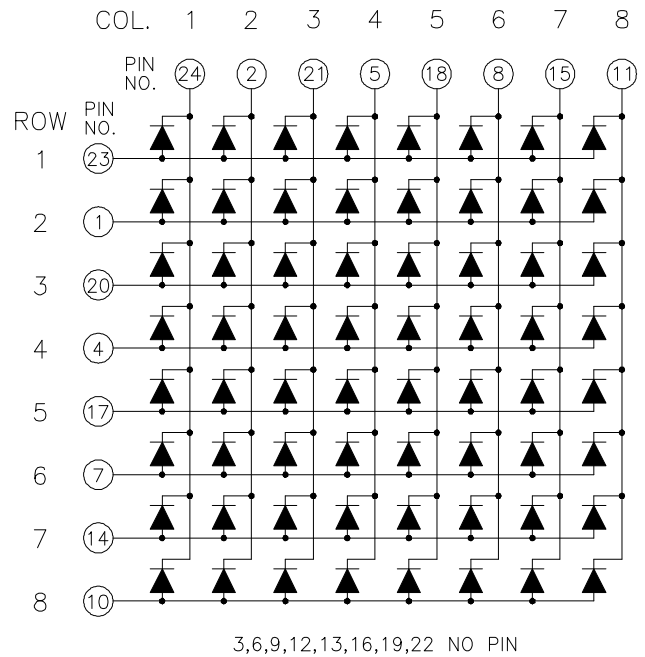 COL. 1 2 3 4 5 6 7 8
PIN NO. 24 2 21 5 18 8 15 11
ROW PIN NO.
1 23
2 1
3 20
4 4
5 17
6 7
7 14
8 10
3,6,9,12,13,16,19,22 NO PIN